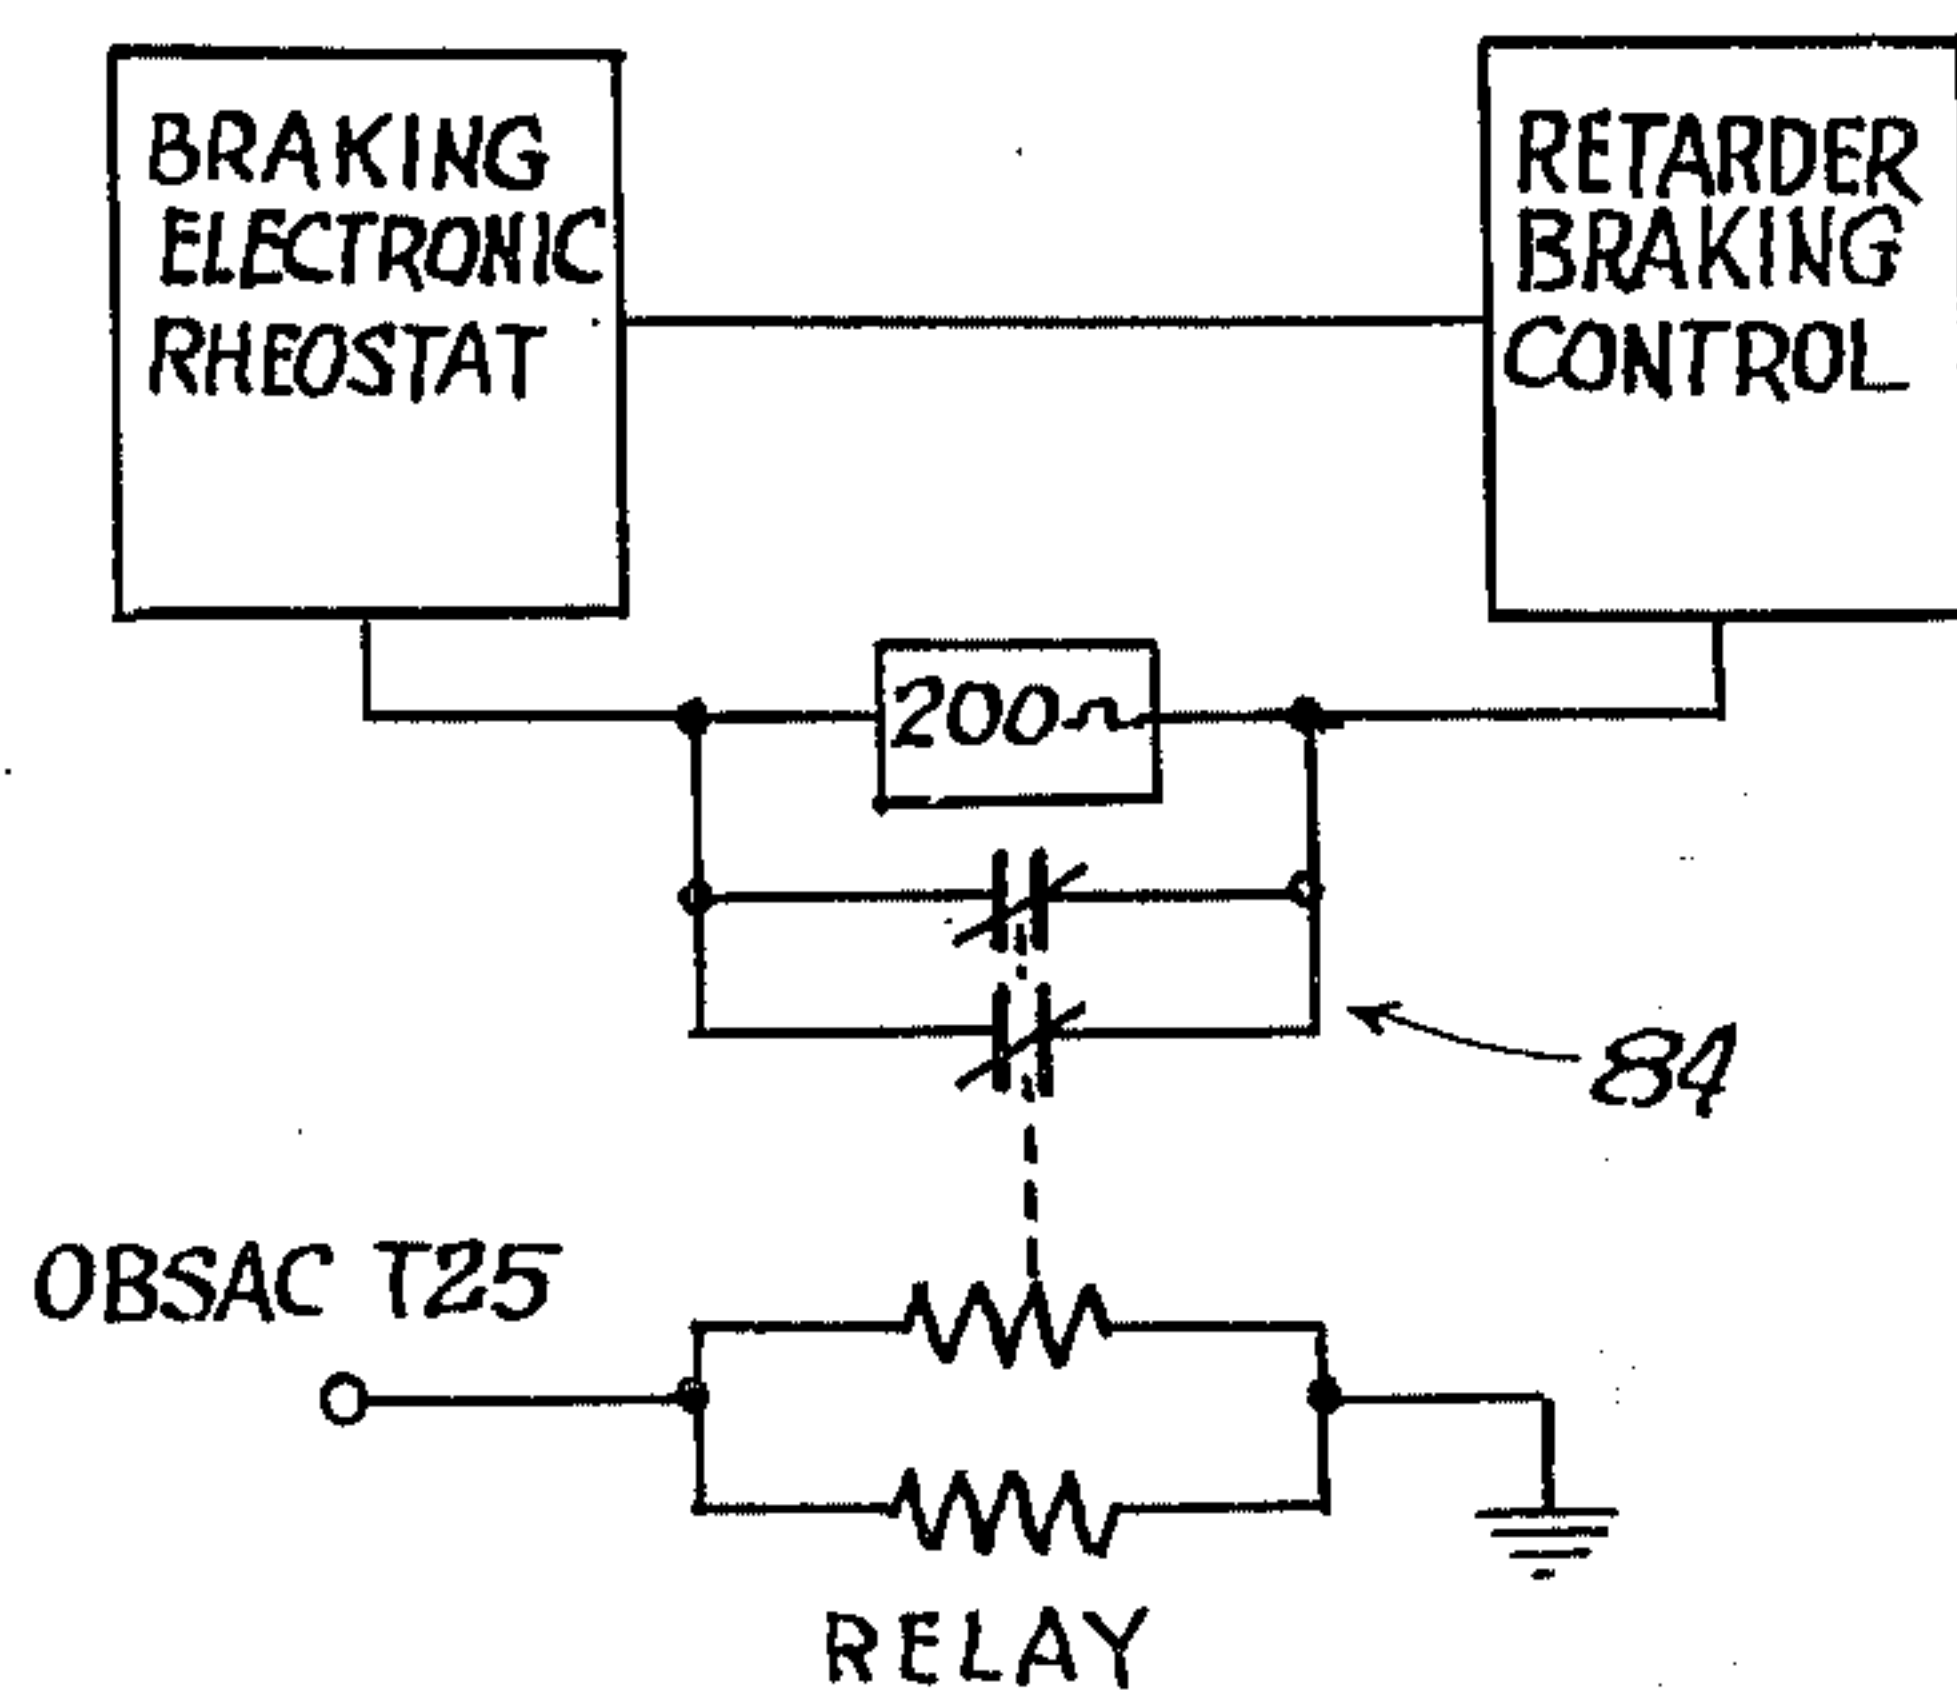 BRAKING
ELECTRONIC
RHEOSTAT
RETARDER
BRAKING
CONTROL
200Ω
84
OBSAC T25
RELAY